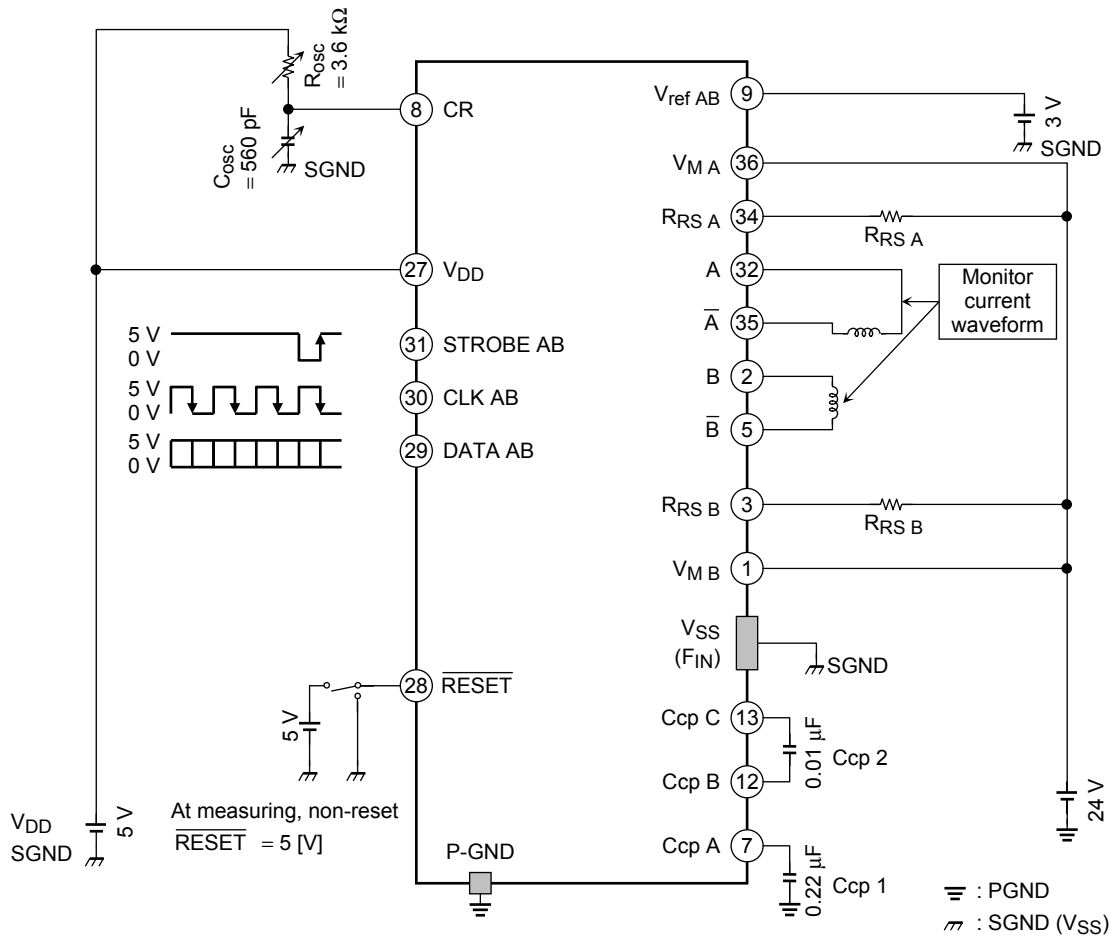 Rosc
= 3.6 kΩ
Cosc
= 560 pF
SGND
8 CR
27 VDD
5 V
0 V
31 STROBE AB
5 V
0 V
30 CLK AB
5 V
0 V
29 DATA AB
28 RESET
5 V
At measuring, non-reset
RESET = 5 [V]
VDD
SGND
5 V
P-GND
Vref AB 9
3 V
SGND
VM A 36
RRS A 34
RRS A
A 32
A 35
B 2
B 5
Monitor
current
waveform
RRS B 3
RRS B
VM B 1
VSS
(FIN)
SGND
Ccp C 13
0.01 μF
Ccp 2
Ccp B 12
Ccp A 7
0.22 μF
Ccp 1
24 V
: PGND
: SGND (VSS)